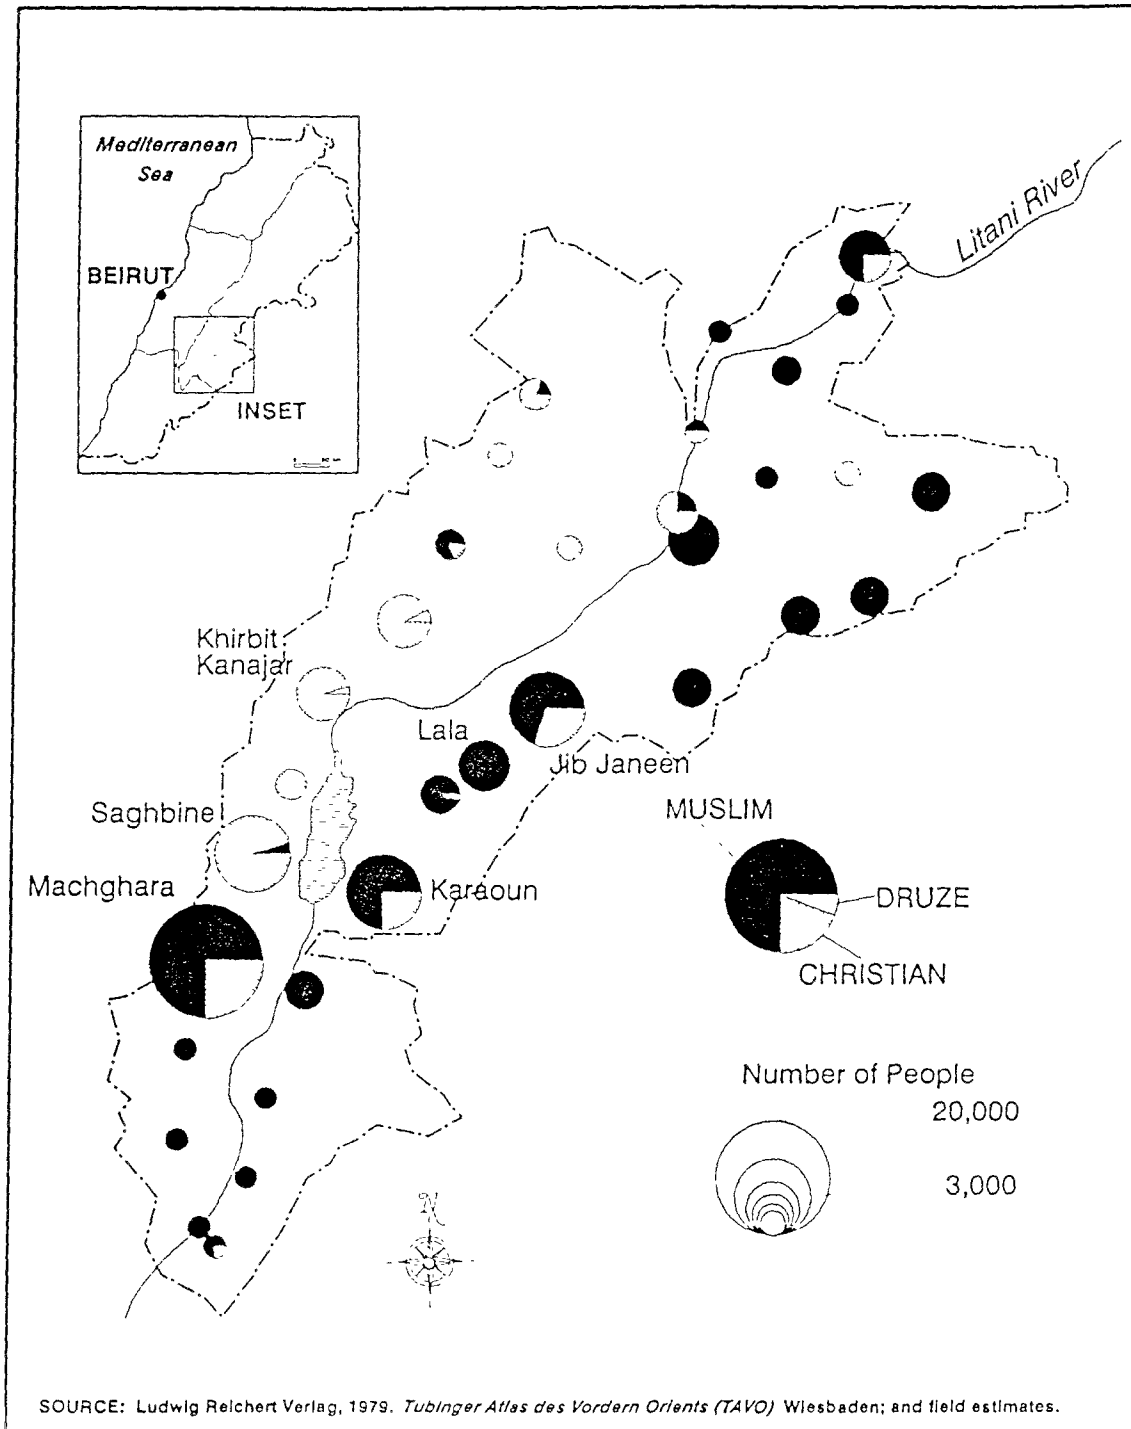 Mediterranean
Sea
BEIRUT
INSET
Litani River
Khirbit
Kanajar
Lala
Jib Janeen
Saghbine
MUSLIM
Machghara
Karaoun
DRUZE
CHRISTIAN
Number of People
20,000
3,000
N
SOURCE: Ludwig Reichert Verlag, 1979. Tubinger Atlas des Vordern Orients (TAVO) Wiesbaden; and field estimates.